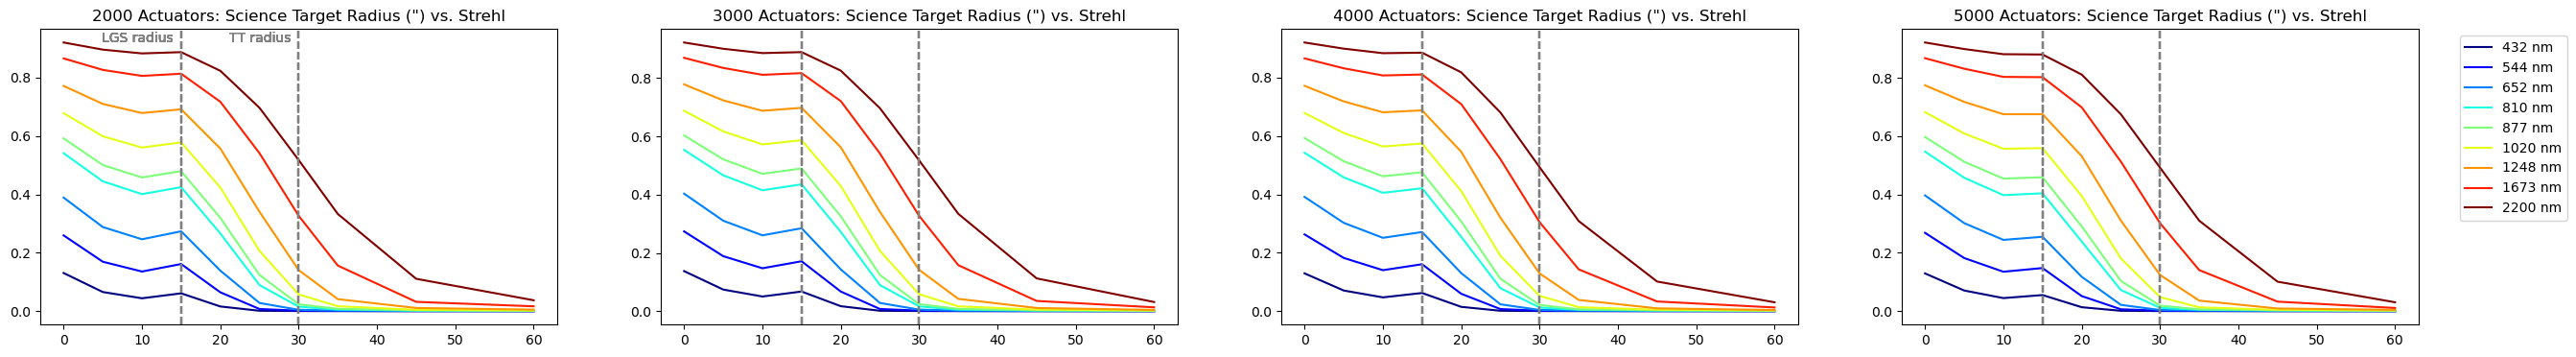 2000 Actuators: Science Target Radius (") vs. Strehl
LGS radius
TT radius
0.8
0.6
0.4
0.2
0.0
0 10 20 30 40 50 60
3000 Actuators: Science Target Radius (") vs. Strehl
0.8
0.6
0.4
0.2
0.0
0 10 20 30 40 50 60
4000 Actuators: Science Target Radius (") vs. Strehl
0.8
0.6
0.4
0.2
0.0
0 10 20 30 40 50 60
5000 Actuators: Science Target Radius (") vs. Strehl
0.8
0.6
0.4
0.2
0.0
0 10 20 30 40 50 60
432 nm
544 nm
652 nm
810 nm
877 nm
1020 nm
1248 nm
1673 nm
2200 nm